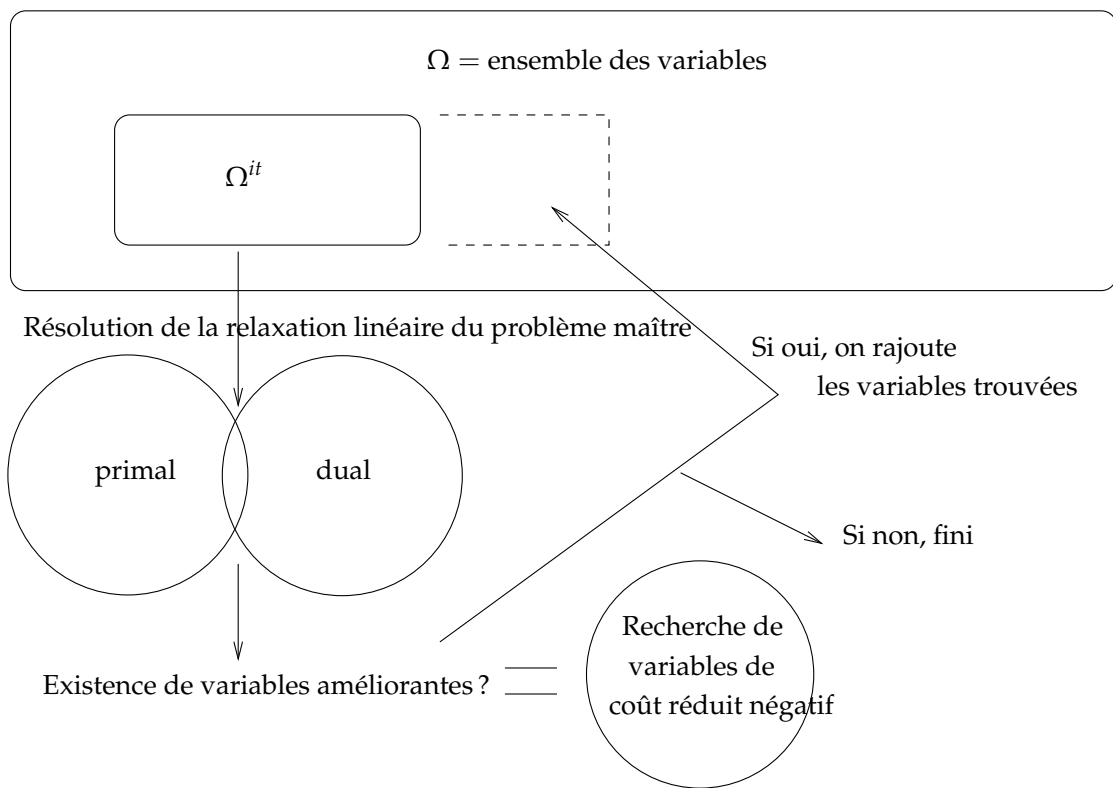 Ω = ensemble des variables
Ω^{it}
Résolution de la relaxation linéaire du problème maître
Si oui, on rajoute
les variables trouvées
primal
dual
Si non, fini
Existence de variables améliorantes ?
Recherche de
variables de
coût réduit négatif